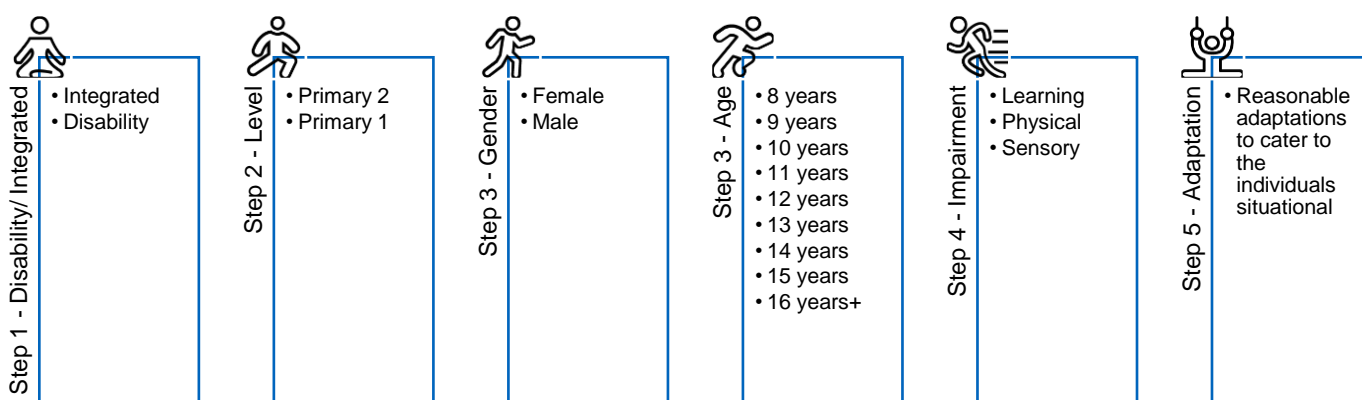 Step 1 - Disability/ Integrated
• Integrated
• Disability
Step 2 - Level
• Primary 2
• Primary 1
Step 3 - Gender
• Female
• Male
Step 3 - Age
• 8 years
• 9 years
• 10 years
• 11 years
• 12 years
• 13 years
• 14 years
• 15 years
• 16 years+
Step 4 - Impairment
• Learning
• Physical
• Sensory
Step 5 - Adaptation
• Reasonable
adaptations
to cater to
the
individuals
situational